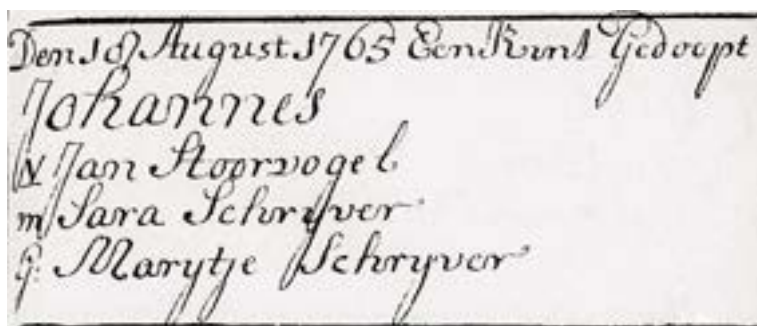 Den 18 August 1765 Een Kint Gedoopt
Johannes
V Jan Stoorvogel
m Sara Schryver
G: Marytje Schryver